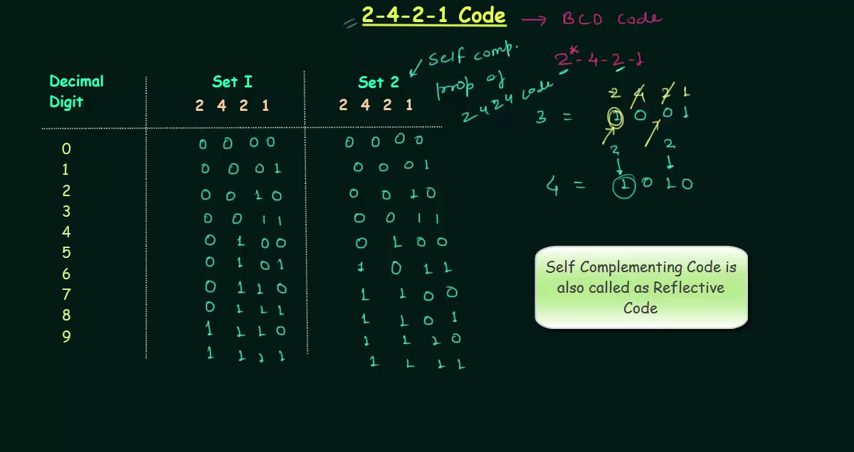 = 2-4-2-1 Code → BCD code
Self comp. prop of 2424 code
2*-4-2-1
Decimal Digit Set I Set 2
2 4 2 1 2 4 2 1
0 0 0 0 0 0 0 0 0
1 0 0 0 1 0 0 0 1
2 0 0 1 0 0 0 1 0
3 0 0 1 1 0 0 1 1
4 0 1 0 0 0 1 0 0
5 0 1 0 1 1 0 1 1
6 0 1 1 0 1 1 0 0
7 0 1 1 1 1 1 0 1
8 1 1 1 0 1 1 1 0
9 1 1 1 1 1 1 1 1
2 4 2 1
3 = 1 0 0 1
2 2
4 = 1 0 1 0
Self Complementing Code is
also called as Reflective
Code